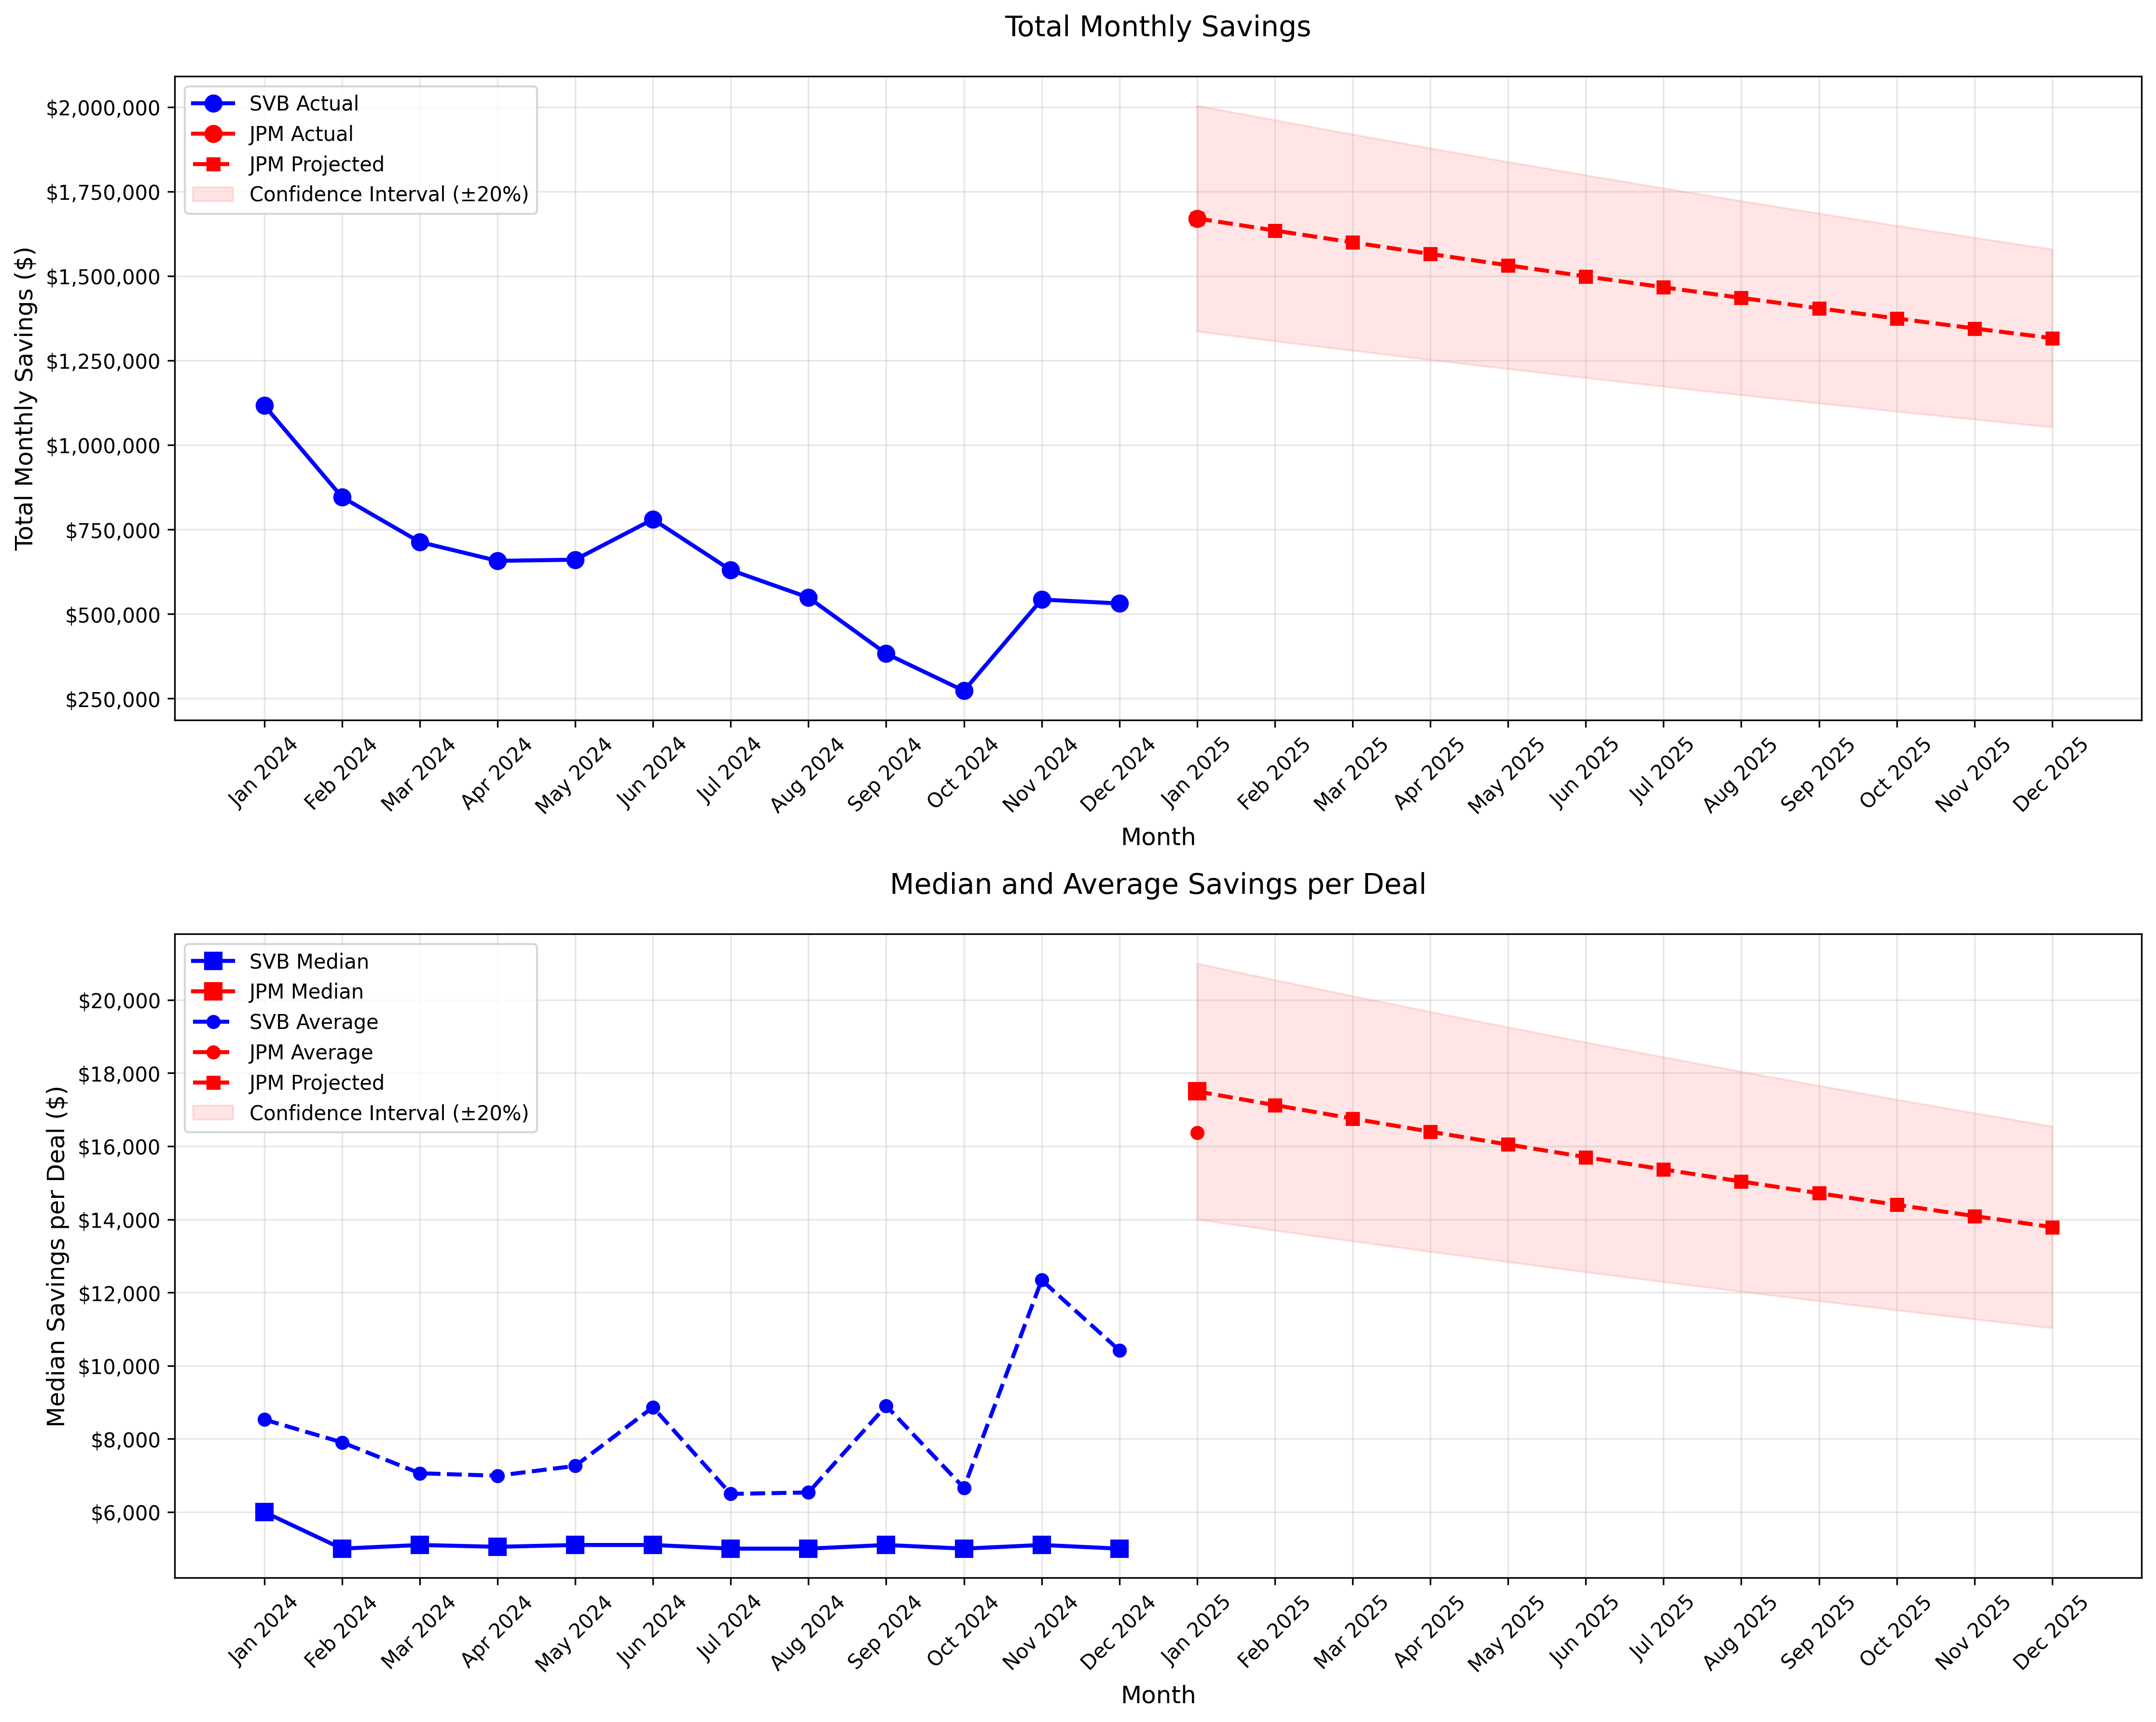 Total Monthly Savings
SVB Actual
JPM Actual
JPM Projected
Confidence Interval (±20%)
Total Monthly Savings ($)
$2,000,000
$1,750,000
$1,500,000
$1,250,000
$1,000,000
$750,000
$500,000
$250,000
Jan 2024
Feb 2024
Mar 2024
Apr 2024
May 2024
Jun 2024
Jul 2024
Aug 2024
Sep 2024
Oct 2024
Nov 2024
Dec 2024
Jan 2025
Feb 2025
Mar 2025
Apr 2025
May 2025
Jun 2025
Jul 2025
Aug 2025
Sep 2025
Oct 2025
Nov 2025
Dec 2025
Month
Median and Average Savings per Deal
SVB Median
JPM Median
SVB Average
JPM Average
JPM Projected
Confidence Interval (±20%)
Median Savings per Deal ($)
$20,000
$18,000
$16,000
$14,000
$12,000
$10,000
$8,000
$6,000
Jan 2024
Feb 2024
Mar 2024
Apr 2024
May 2024
Jun 2024
Jul 2024
Aug 2024
Sep 2024
Oct 2024
Nov 2024
Dec 2024
Jan 2025
Feb 2025
Mar 2025
Apr 2025
May 2025
Jun 2025
Jul 2025
Aug 2025
Sep 2025
Oct 2025
Nov 2025
Dec 2025
Month